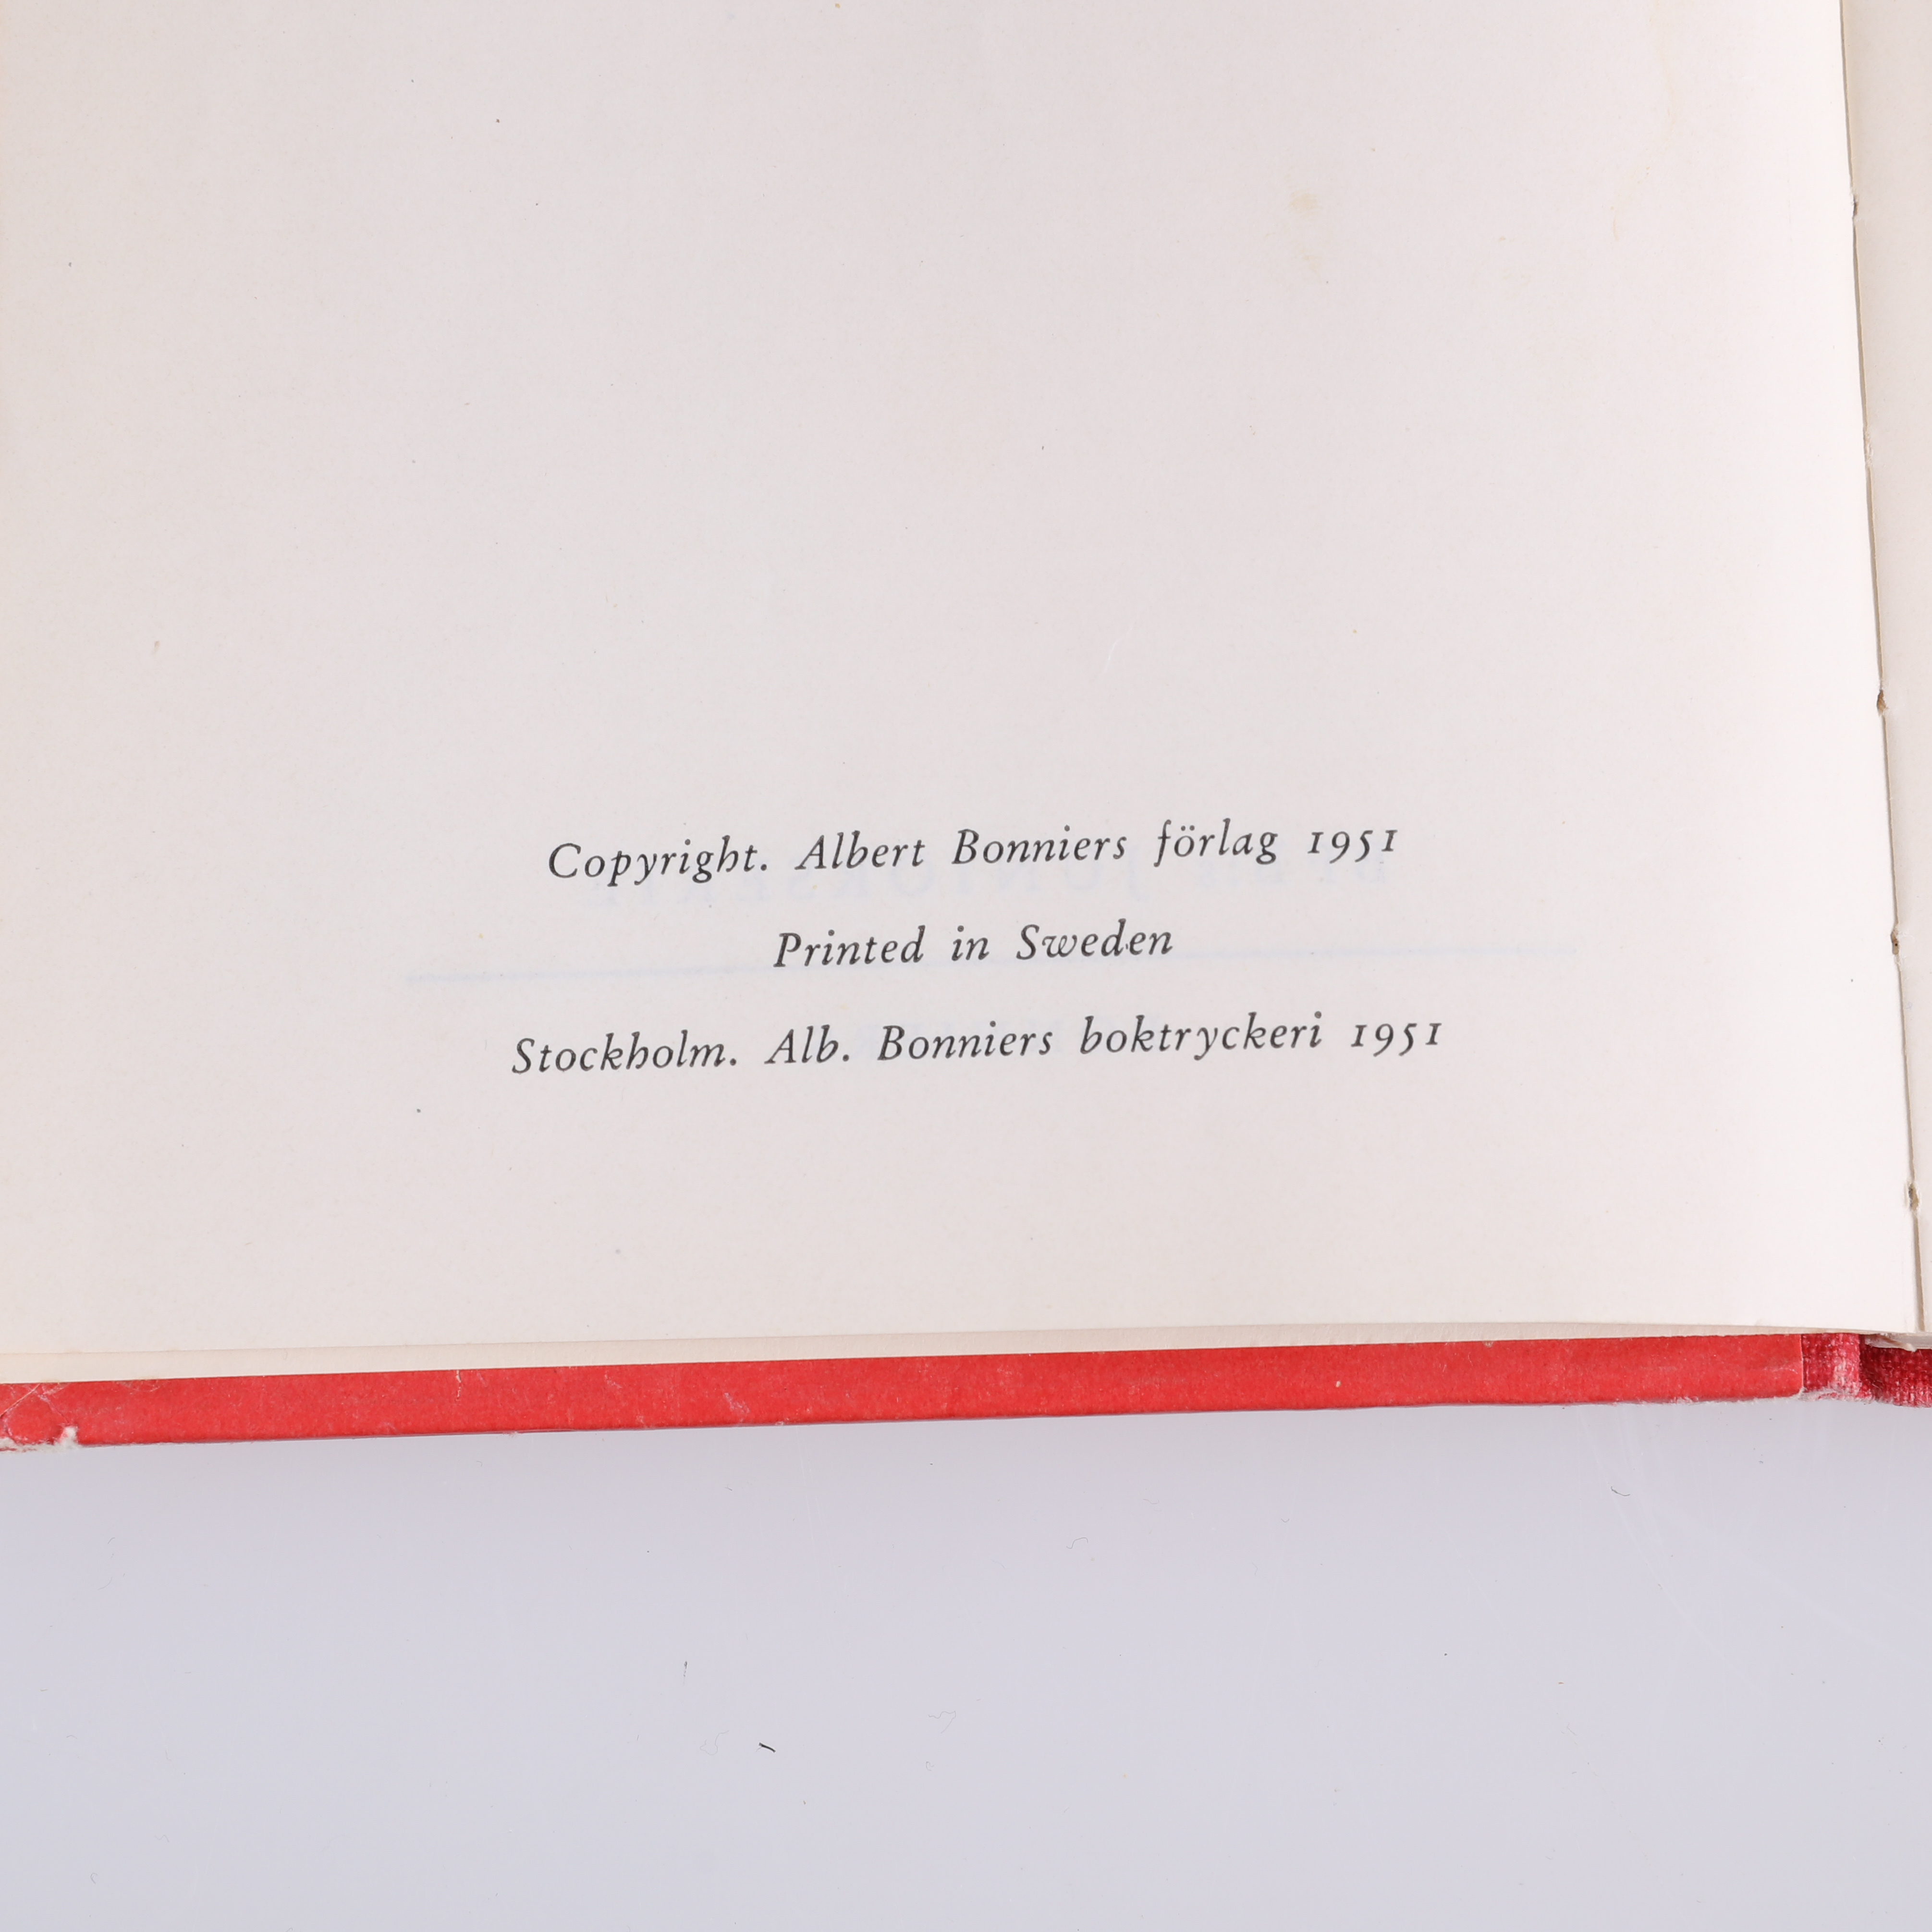 Copyright. Albert Bonniers förlag 1951
Printed in Sweden
Stockholm. Alb. Bonniers boktryckeri 1951